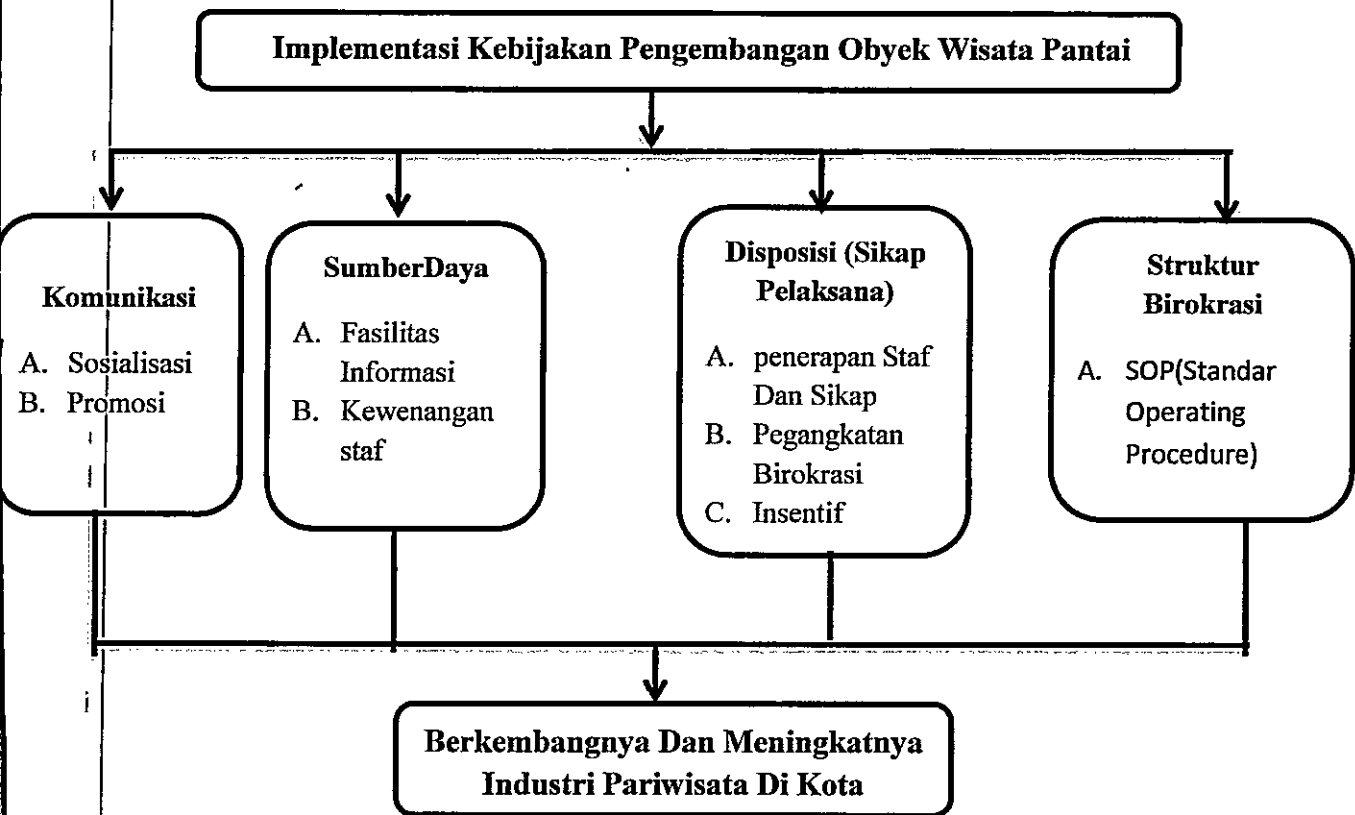 Implementasi Kebijakan Pengembangan Obyek Wisata Pantai
Komunikasi
A. Sosialisasi
B. Promosi
SumberDaya
A. Fasilitas
Informasi
B. Kewenangan
staf
Disposisi (Sikap
Pelaksana)
A. penerapan Staf
Dan Sikap
B. Pegangkatan
Birokrasi
C. Insentif
Struktur
Birokrasi
A. SOP(Standar
Operating
Procedure)
Berkembangnya Dan Meningkatnya
Industri Pariwisata Di Kota